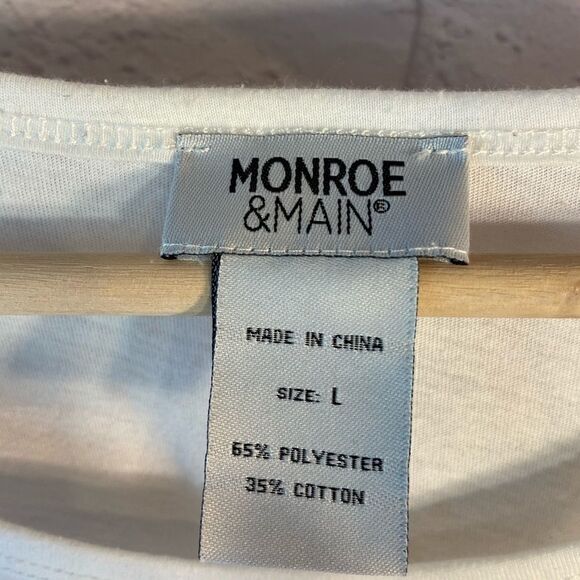 MONROE
&MAIN®
MADE IN CHINA
SIZE: L
65% POLYESTER
35% COTTON